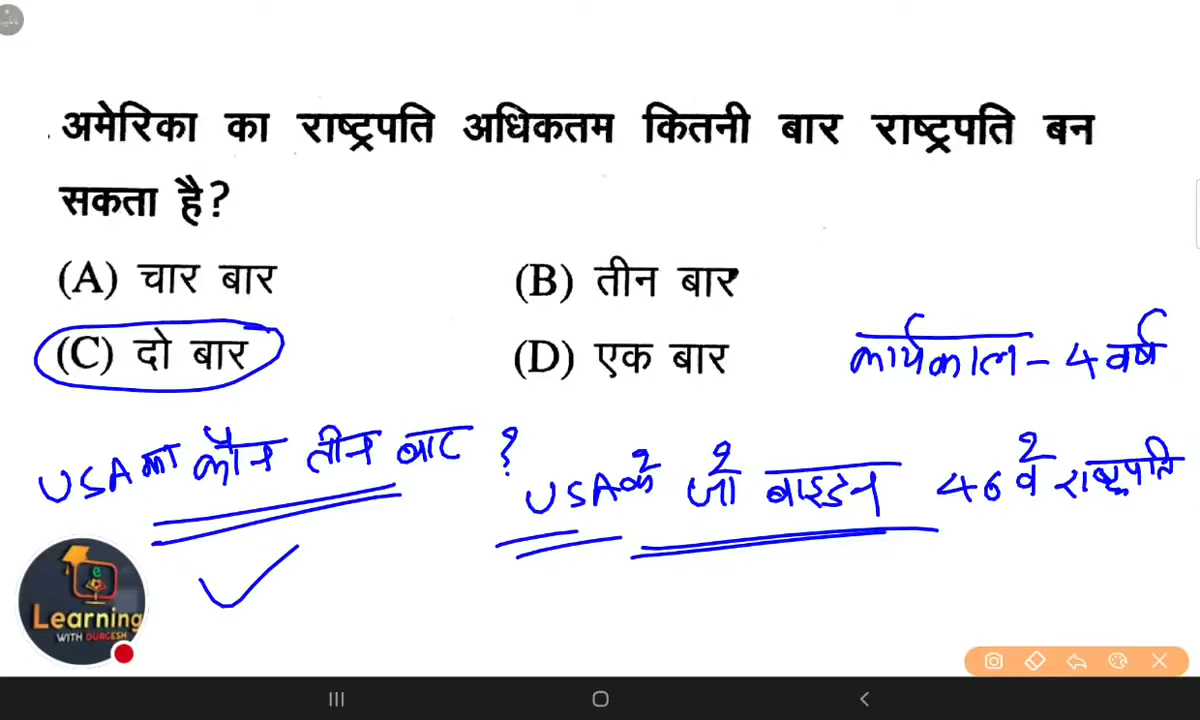 अमेरिका का राष्ट्रपति अधिकतम कितनी बार राष्ट्रपति बन
सकता है?
(A) चार बार
(B) तीन बार
(C) दो बार
(D) एक बार
कार्यकाल - 4 वर्ष
USA का कौन तीन बार ?
USA के जो बाइडेन 46 वे राष्ट्रपति
e
Learning
WITH DURGESH